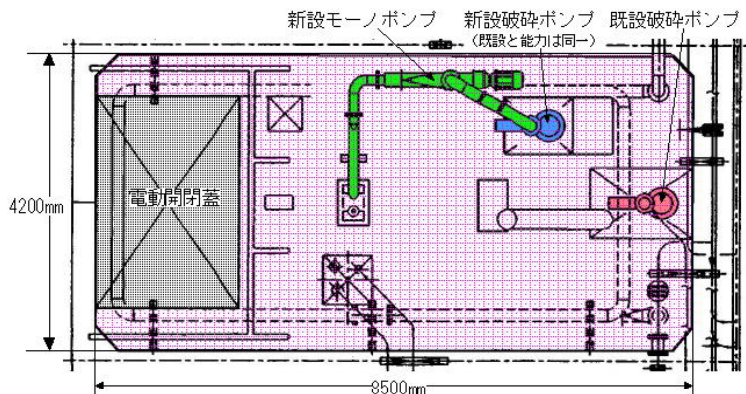 新設モーノポンプ
新設破砕ポンプ
(既設と能力は同一)
既設破砕ポンプ
電動開閉蓋
4200mm
8500mm